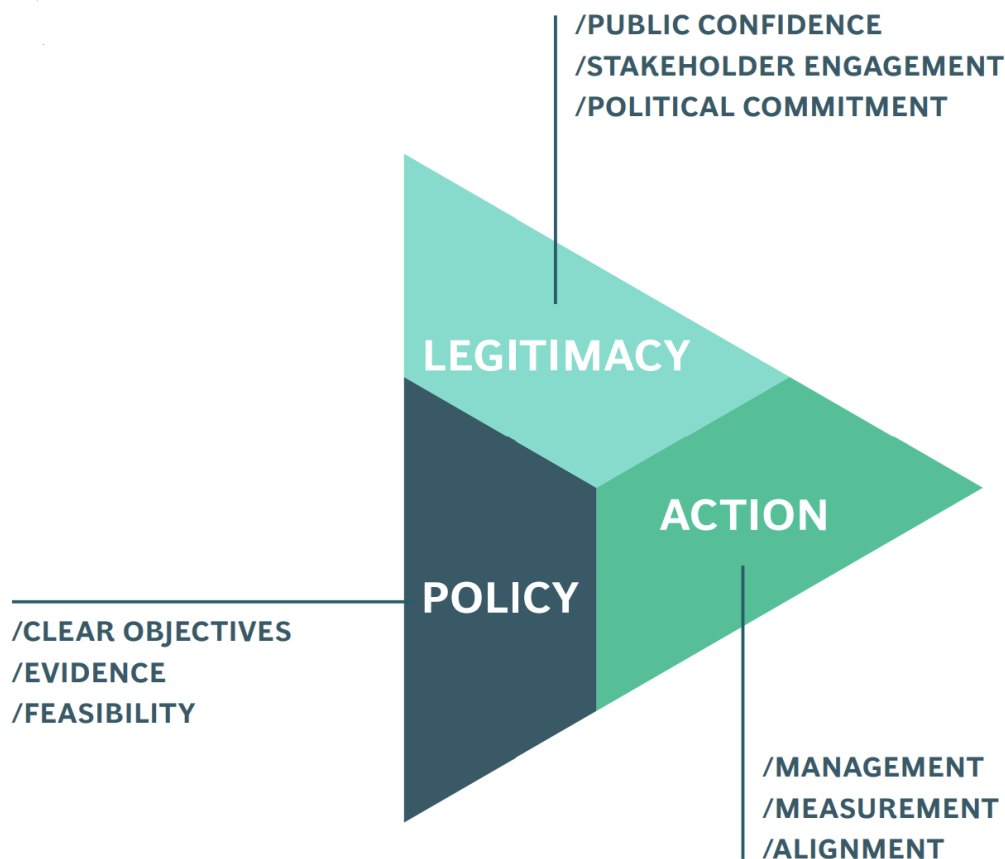 /PUBLIC CONFIDENCE
/STAKEHOLDER ENGAGEMENT
/POLITICAL COMMITMENT
LEGITIMACY
ACTION
POLICY
/CLEAR OBJECTIVES
/EVIDENCE
/FEASIBILITY
/MANAGEMENT
/MEASUREMENT
/ALIGNMENT